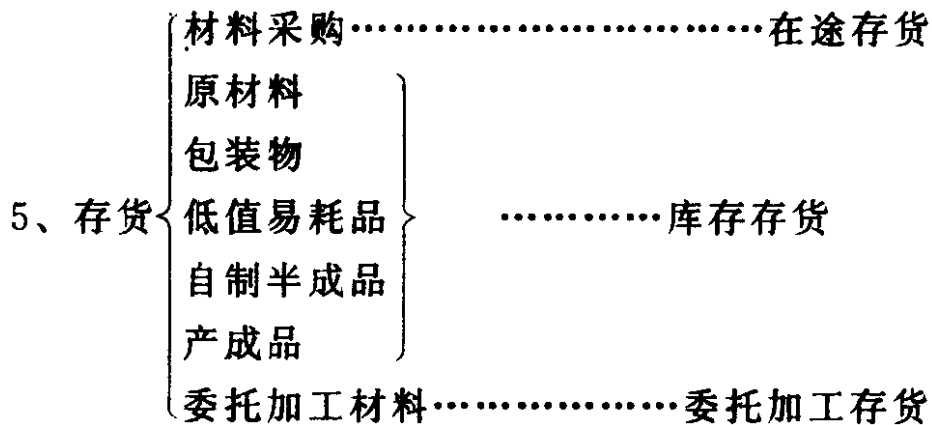 材料采购…………………………在途存货
原材料
包装物
5、存货 低值易耗品 …………库存存货
自制半成品
产成品
委托加工材料………………委托加工存货